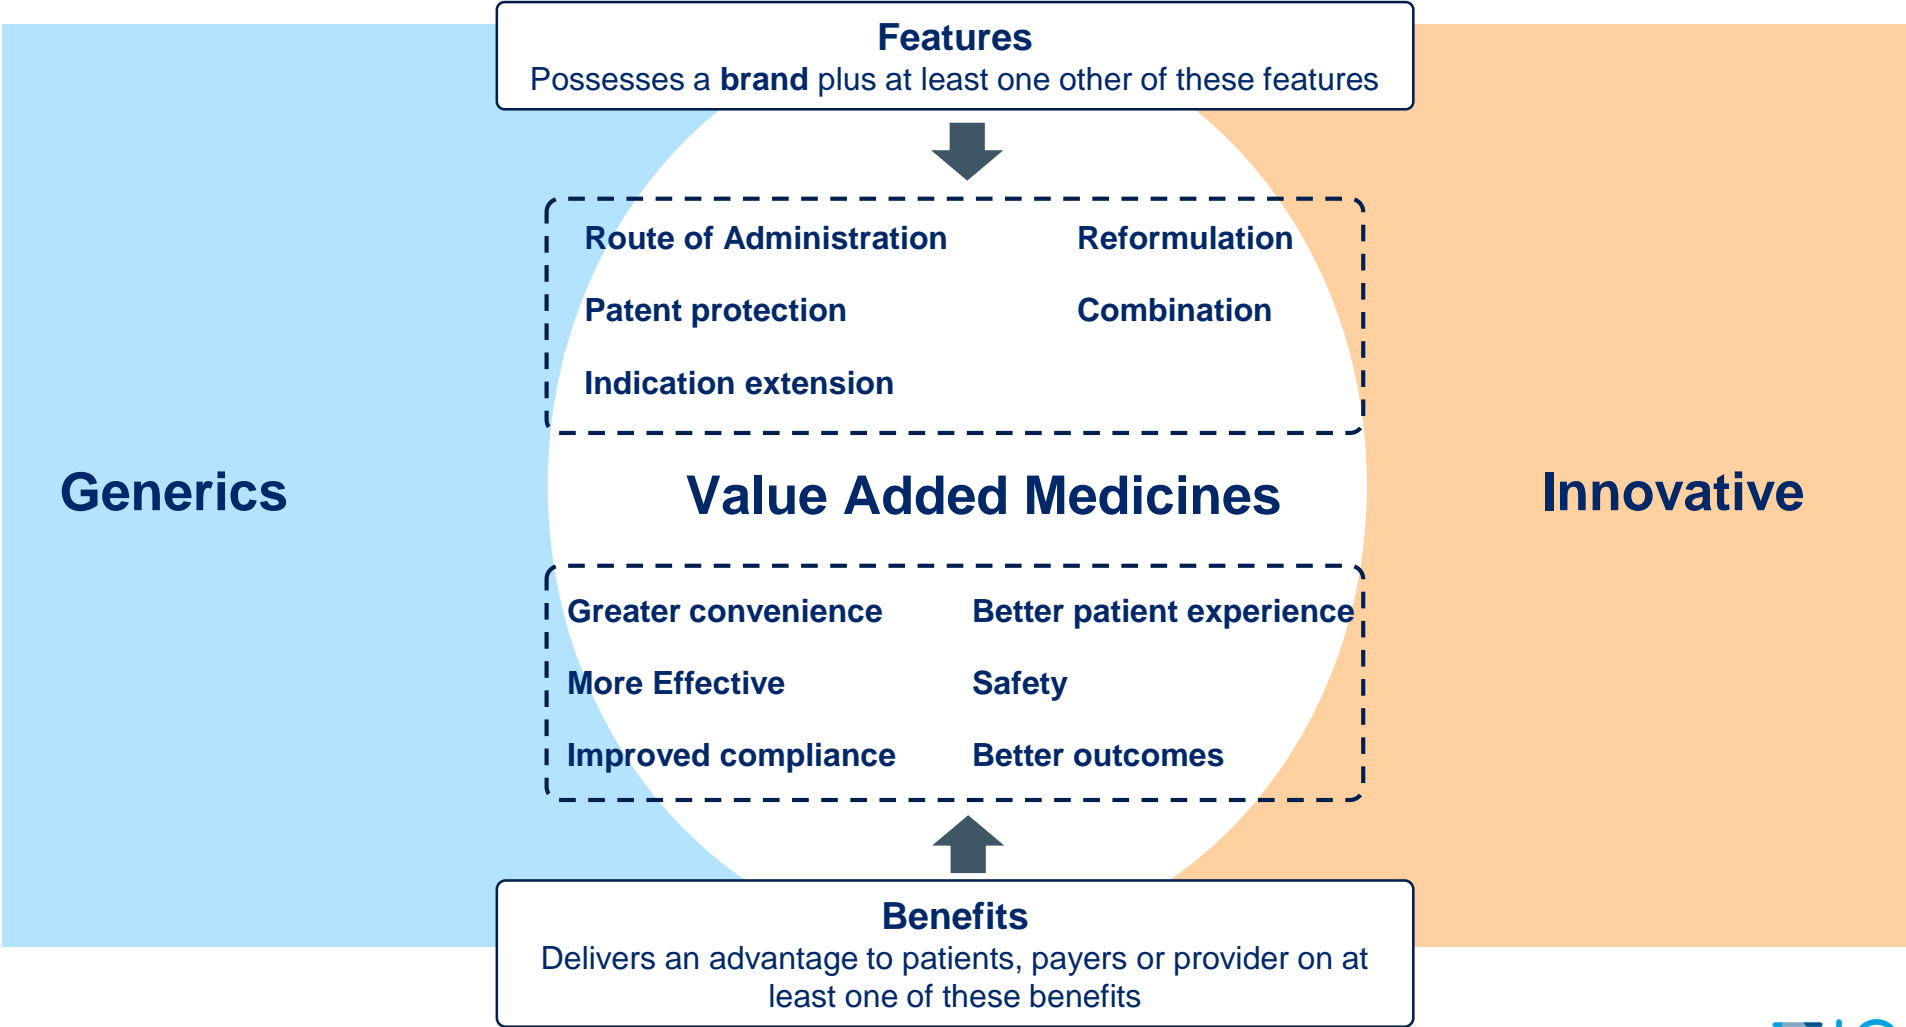 Features
Possesses a brand plus at least one other of these features
Route of Administration
Reformulation
Patent protection
Combination
Indication extension
Generics
Value Added Medicines
Innovative
Greater convenience
Better patient experience
More Effective
Safety
Improved compliance
Better outcomes
Benefits
Delivers an advantage to patients, payers or provider on at
least one of these benefits